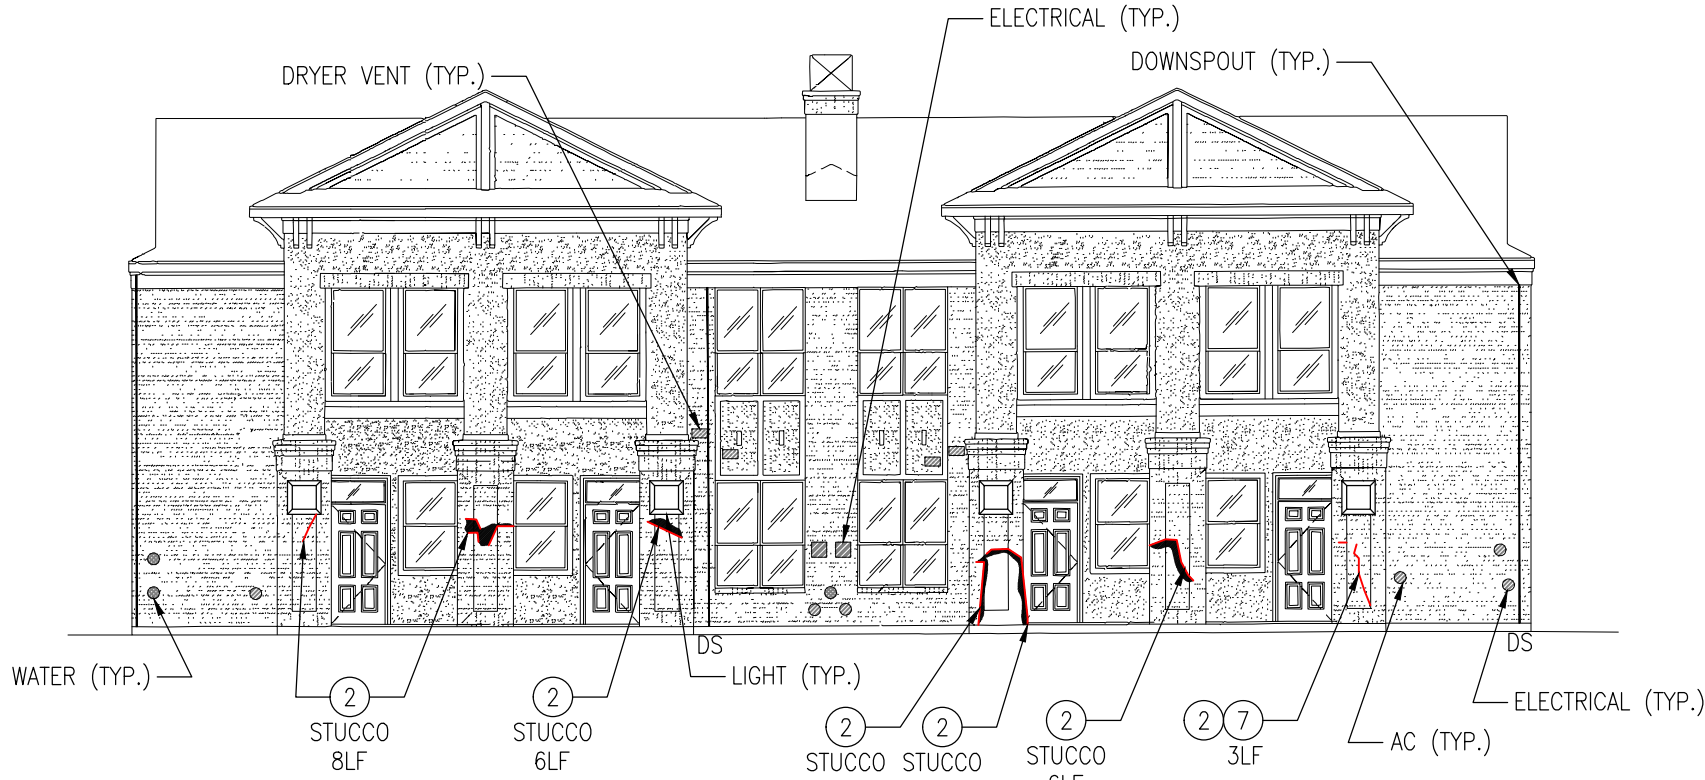 ELECTRICAL (TYP.)
DRYER VENT (TYP.)
DOWNSPOUT (TYP.)
DS
DS
WATER (TYP.)
LIGHT (TYP.)
ELECTRICAL (TYP.)
AC (TYP.)
2
STUCCO
8LF
2
STUCCO
6LF
2
STUCCO
2
STUCCO
2
STUCCO
2 7
3LF